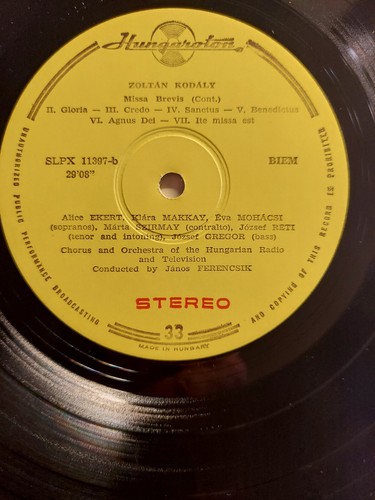 Hungaroton
ZOLTÁN KODÁLY
Missa Brevis (Cont.)
II. Gloria — III. Credo — IV. Sanctus — V. Benedictus
VI. Agnus Dei — VII. Ite missa est
SLPX 11397-b
29'08"
BIEM
Alice EKERT, Klára MAKKAY, Éva MOHÁCSI
(sopranos), Mária SZIRMAY (contralto), József RÉTI
(tenor and intonion), József GREGOR (bass)
Chorus and Orchestra of the Hungarian Radio
and Television
Conducted by János FERENCSIK
STEREO
33
MADE IN HUNGARY
UNAUTHORIZED PUBLIC PERFORMANCE BROADCASTING
AND COPYING OF THIS RECORD IS PROHIBITED